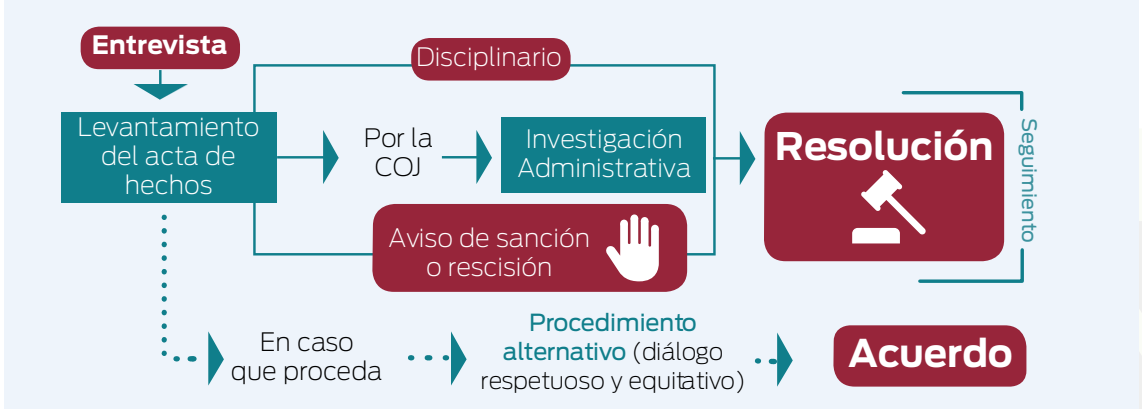 Entrevista
Levantamiento
del acta de
hechos
Disciplinario
Por la
COJ
Investigación
Administrativa
Aviso de sanción
o rescisión
Resolución
Seguimiento
En caso
que proceda
Procedimiento
alternativo (diálogo
respetuoso y equitativo)
Acuerdo